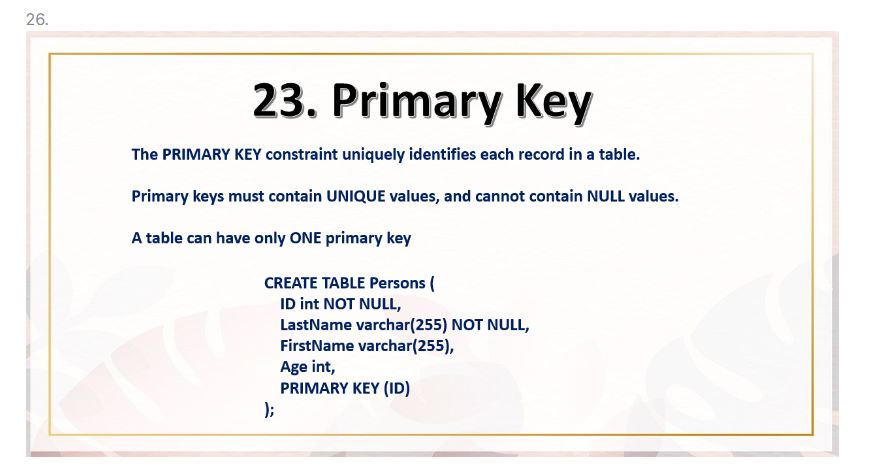 26.
23. Primary Key
The PRIMARY KEY constraint uniquely identifies each record in a table.
Primary keys must contain UNIQUE values, and cannot contain NULL values.
A table can have only ONE primary key
CREATE TABLE Persons (
ID int NOT NULL,
LastName varchar(255) NOT NULL,
FirstName varchar(255),
Age int,
PRIMARY KEY (ID)
);